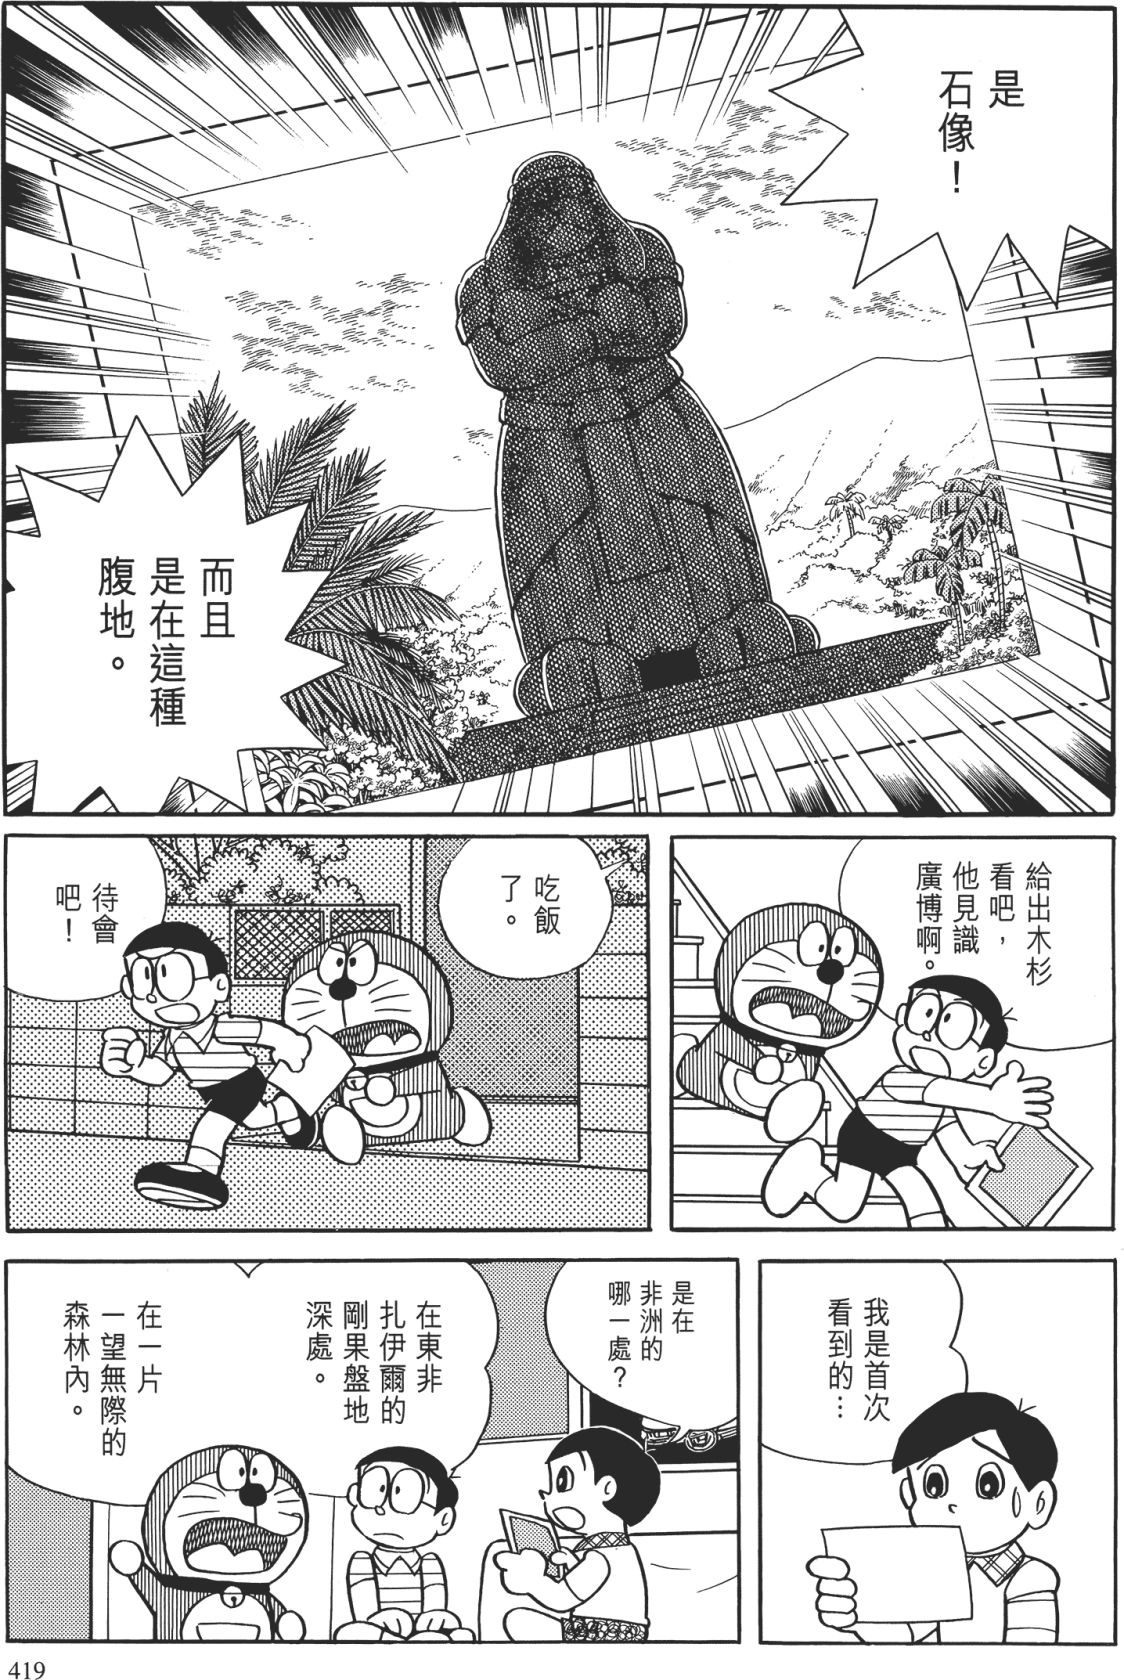 是
石像！
而且
是在這種
腹地。
給出木杉
看吧，
他見識
廣博啊。
吃飯
了。
待會
吧！
我是首次
看到的…
是在
非洲的
哪一處？
在東非
扎伊爾的
剛果盤地
深處。
在一片
一望無際的
森林內。
419